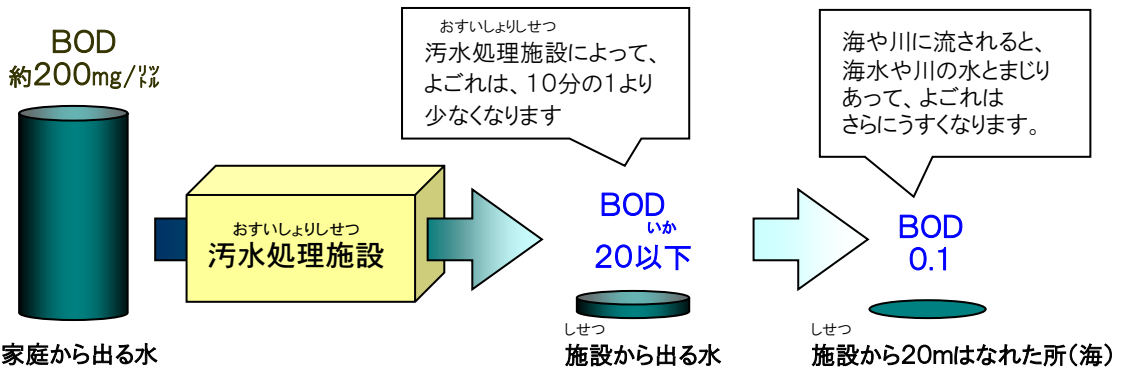 BOD
約200mg/㍑
家庭から出る水
おすいしょりしせつ
汚水処理施設
おすいしょりしせつ
汚水処理施設によって、
よごれは、10分の1より
少なくなります
BOD
いか
20以下
しせつ
施設から出る水
海や川に流されると、
海水や川の水とまじり
あって、よごれは
さらにうすくなります。
BOD
0.1
しせつ
施設から20mはなれた所(海)